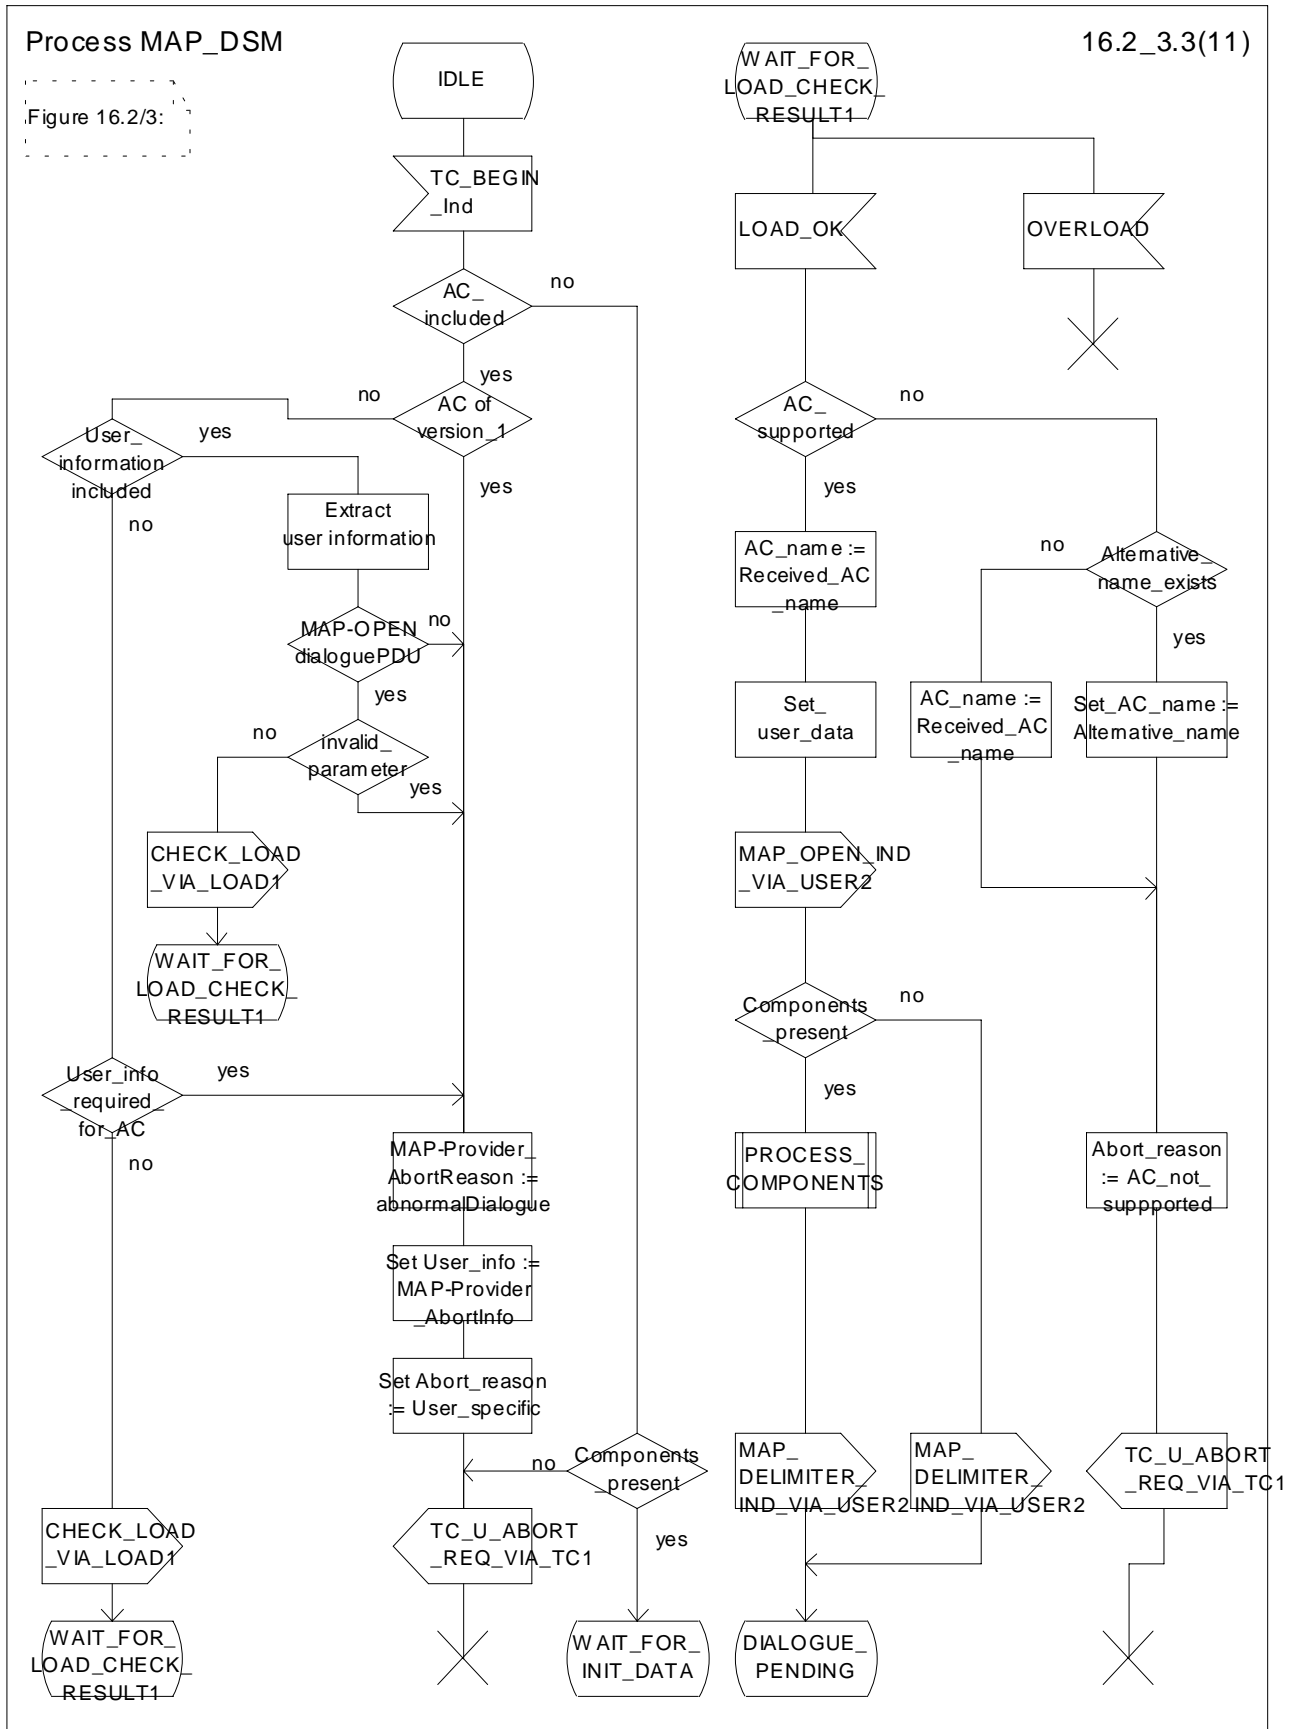 Process MAP_DSM
16.2_3.3(11)
Figure 16.2/3:
IDLE
TC_BEGIN
_Ind
AC_
included
no
yes
AC of
version_1
no
yes
User_
information
included
yes
no
Extract
user information
MAP-OPEN
dialoguePDU
no
yes
invalid_
parameter
no
yes
CHECK_LOAD
_VIA_LOAD1
WAIT_FOR_
LOAD_CHECK_
RESULT1
User_info
_required_
for_AC
yes
no
MAP-Provider_
AbortReason :=
abnormalDialogue
Set User_info :=
MAP-Provider
_AbortInfo
Set Abort_reason
:= User_specific
Components
_present
no
yes
TC_U_ABORT
_REQ_VIA_TC1
CHECK_LOAD
_VIA_LOAD1
WAIT_FOR_
LOAD_CHECK_
RESULT1
WAIT_FOR_
INIT_DATA
WAIT_FOR_
LOAD_CHECK_
RESULT1
LOAD_OK
OVERLOAD
AC_
supported
no
yes
AC_name :=
Received_AC
_name
Alternative_
name_exists
no
yes
Set_
user_data
AC_name :=
Received_AC
_name
Set_AC_name :=
Alternative_name
MAP_OPEN_IND
_VIA_USER2
Components
_present
no
yes
PROCESS_
COMPONENTS
Abort_reason
:= AC_not_
suppported
MAP_
DELIMITER_
IND_VIA_USER2
MAP_
DELIMITER_
IND_VIA_USER2
TC_U_ABORT
_REQ_VIA_TC1
DIALOGUE_
PENDING